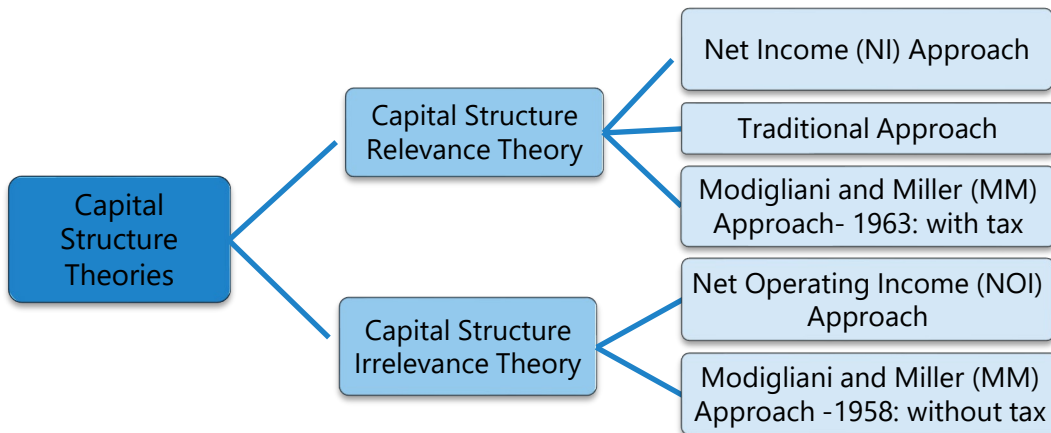 Capital
Structure
Theories
Capital Structure
Relevance Theory
Net Income (NI) Approach
Traditional Approach
Modigliani and Miller (MM)
Approach- 1963: with tax
Capital Structure
Irrelevance Theory
Net Operating Income (NOI)
Approach
Modigliani and Miller (MM)
Approach -1958: without tax